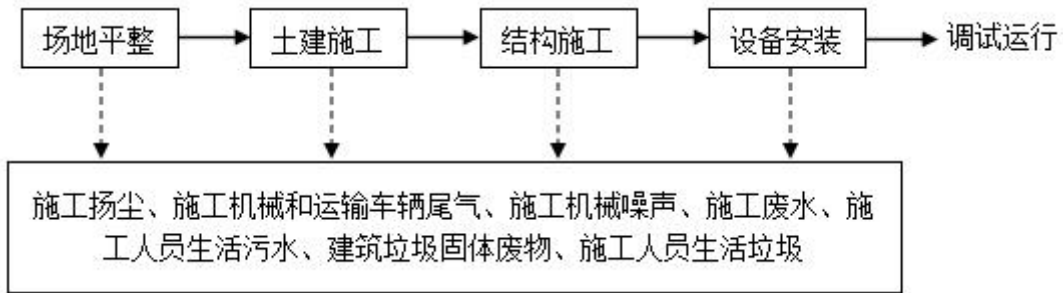 场地平整
土建施工
结构施工
设备安装
调试运行
施工扬尘、施工机械和运输车辆尾气、施工机械噪声、施工废水、施
工人员生活污水、建筑垃圾固体废物、施工人员生活垃圾